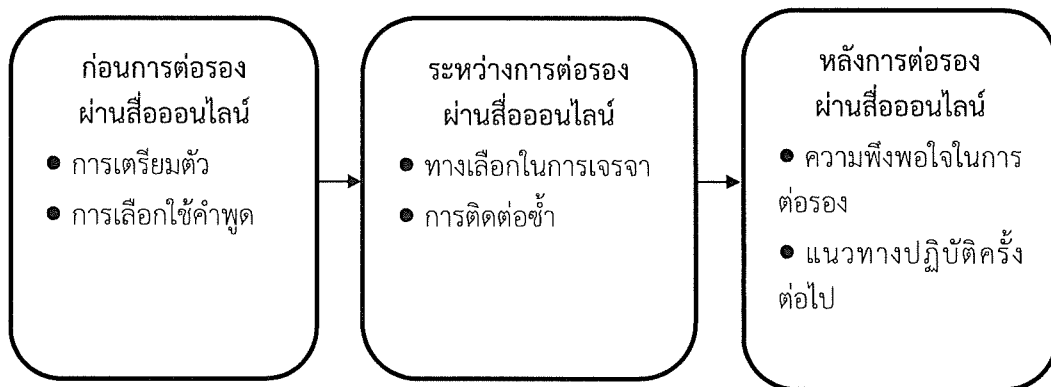 ก่อนการต่อรอง
ผ่านสื่อออนไลน์
● การเตรียมตัว
● การเลือกใช้คำพูด
ระหว่างการต่อรอง
ผ่านสื่อออนไลน์
● ทางเลือกในการเจรจา
● การติดต่อซ้ำ
หลังการต่อรอง
ผ่านสื่อออนไลน์
● ความพึงพอใจในการ
ต่อรอง
● แนวทางปฏิบัติครั้ง
ต่อไป